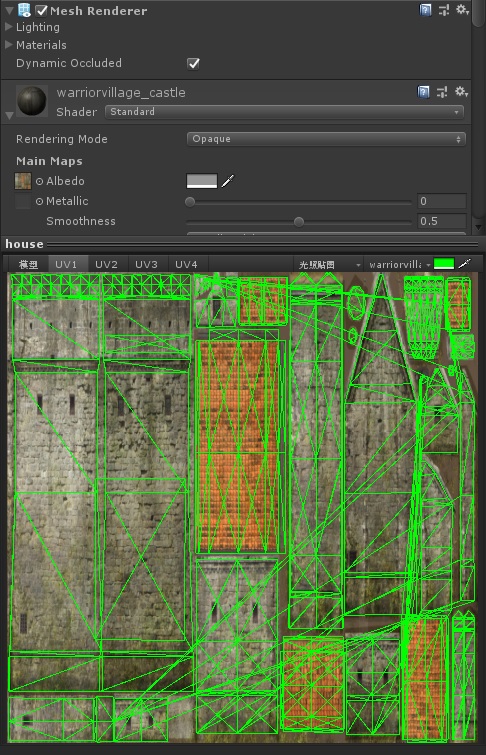 Mesh Renderer
Lighting
Materials
Dynamic Occluded
warriorvillage_castle
Shader Standard
Rendering Mode Opaque
Main Maps
Albedo
Metallic 0
Smoothness 0.5
house
模型 UV1 UV2 UV3 UV4 光照贴图 warriorvilla